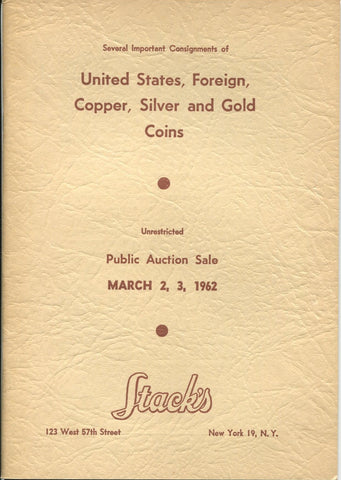 Several Important Consignments of
United States, Foreign,
Copper, Silver and Gold
Coins
Unrestricted
Public Auction Sale
MARCH 2, 3, 1962
Stack's
123 West 57th Street New York 19, N. Y.